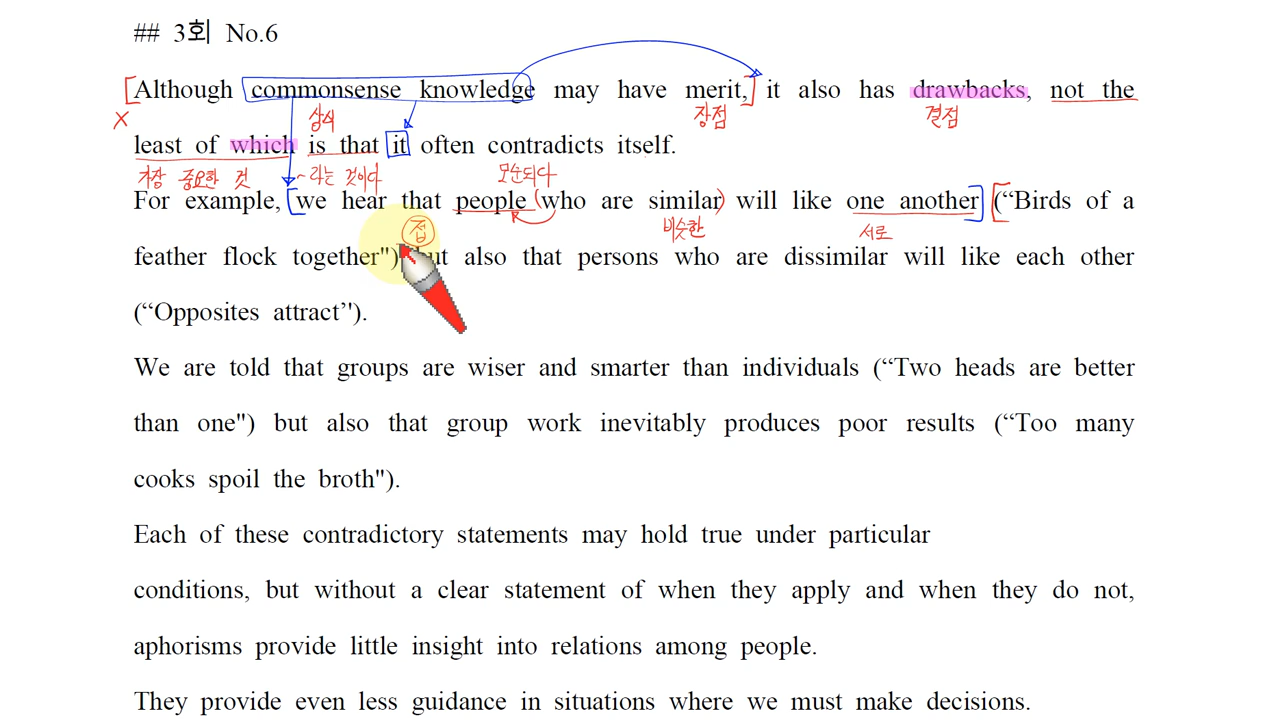 ## 3회 No.6
Although commonsense knowledge may have merit, it also has drawbacks, not the
X 상식 장점 결점
least of which is that it often contradicts itself.
가장 중요한 것 ~라는 것이다 모순되다
For example, we hear that people (who are similar) will like one another (“Birds of a
접 비슷한 서로
feather flock together") but also that persons who are dissimilar will like each other
(“Opposites attract’').
We are told that groups are wiser and smarter than individuals (“Two heads are better
than one") but also that group work inevitably produces poor results (“Too many
cooks spoil the broth").
Each of these contradictory statements may hold true under particular
conditions, but without a clear statement of when they apply and when they do not,
aphorisms provide little insight into relations among people.
They provide even less guidance in situations where we must make decisions.